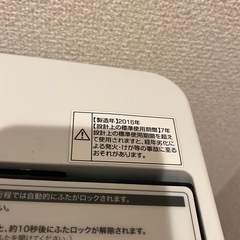 【製造年】2016年
【設計上の標準使用期間】7年
設計上の標準使用期間を超え
て使用されますと、経年劣化に
よる発火・けが等の事故に至る
おそれがあります。
行程では自動的にふたがロックされます。
と、約10秒後にふたのロックが解除されます。